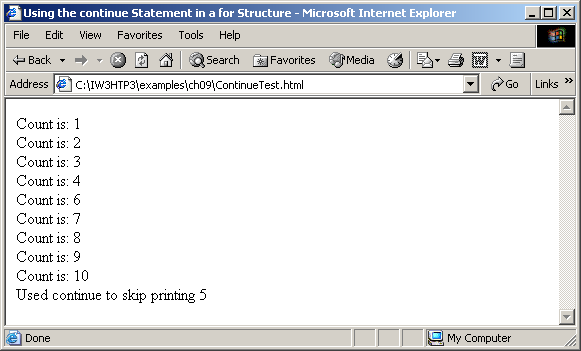 Using the continue Statement in a for Structure - Microsoft Internet Explorer
File Edit View Favorites Tools Help
Back Search Favorites Media
Address C:\IW3HTP3\examples\ch09\ContinueTest.html Go Links »
Count is: 1
Count is: 2
Count is: 3
Count is: 4
Count is: 6
Count is: 7
Count is: 8
Count is: 9
Count is: 10
Used continue to skip printing 5
Done My Computer